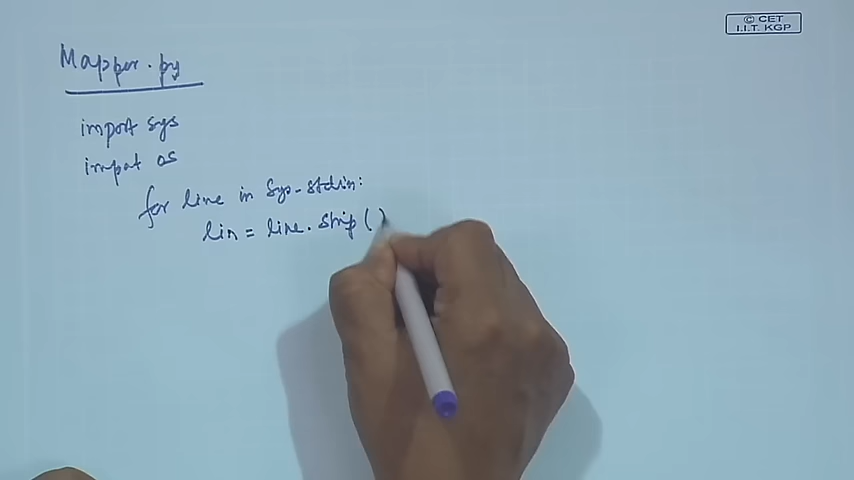 © CET
I.I.T. KGP
Mapper.py
import sys
import os
for line in sys.stdin:
lin = line.strip()